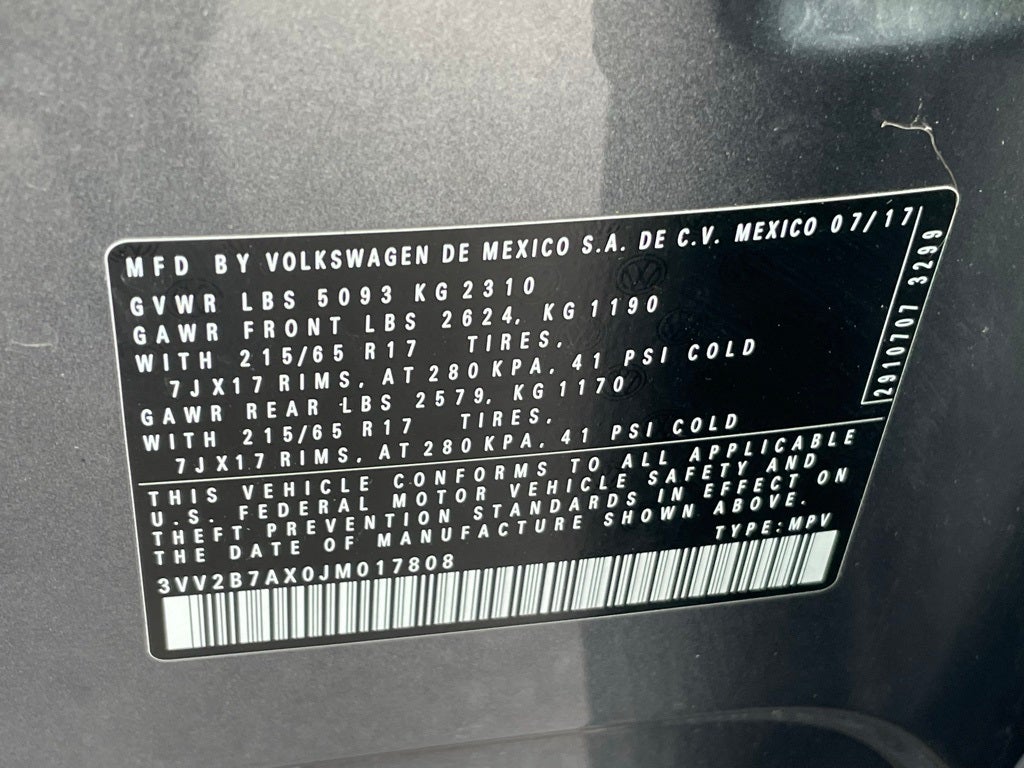 MFD BY VOLKSWAGEN DE MEXICO S.A. DE C.V. MEXICO 07/17
GVWR LBS 5093 KG 2310
GAWR FRONT LBS 2624, KG 1190
WITH 215/65 R17 TIRES,
7JX17 RIMS, AT 280 KPA, 41 PSI COLD
GAWR REAR LBS 2579, KG 1170
WITH 215/65 R17 TIRES,
7JX17 RIMS, AT 280 KPA, 41 PSI COLD
2910707 3299
THIS VEHICLE CONFORMS TO ALL APPLICABLE
U.S. FEDERAL MOTOR VEHICLE SAFETY AND
THEFT PREVENTION STANDARDS IN EFFECT ON
THE DATE OF MANUFACTURE SHOWN ABOVE.
TYPE:MPV
3VV2B7AX0JM017808